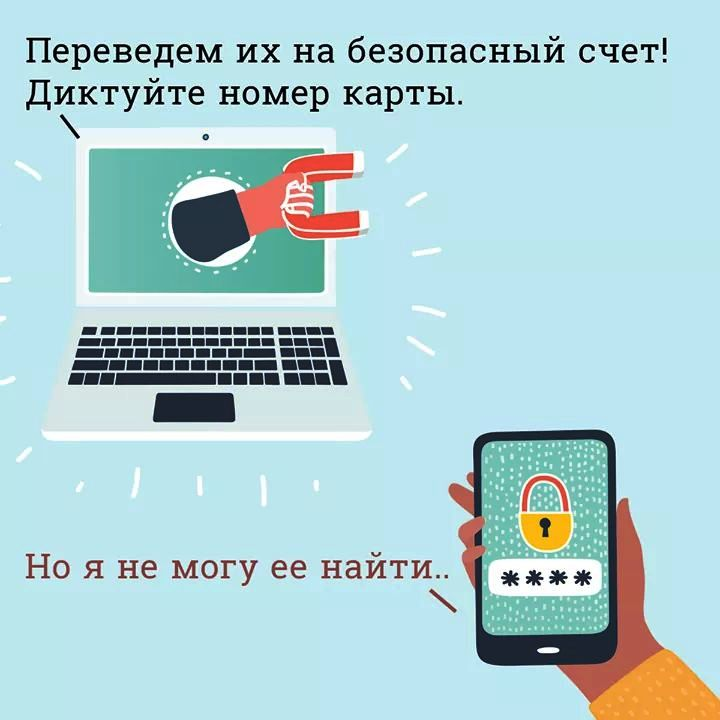 Переведем их на безопасный счет!
Диктуйте номер карты.
Но я не могу ее найти..
****